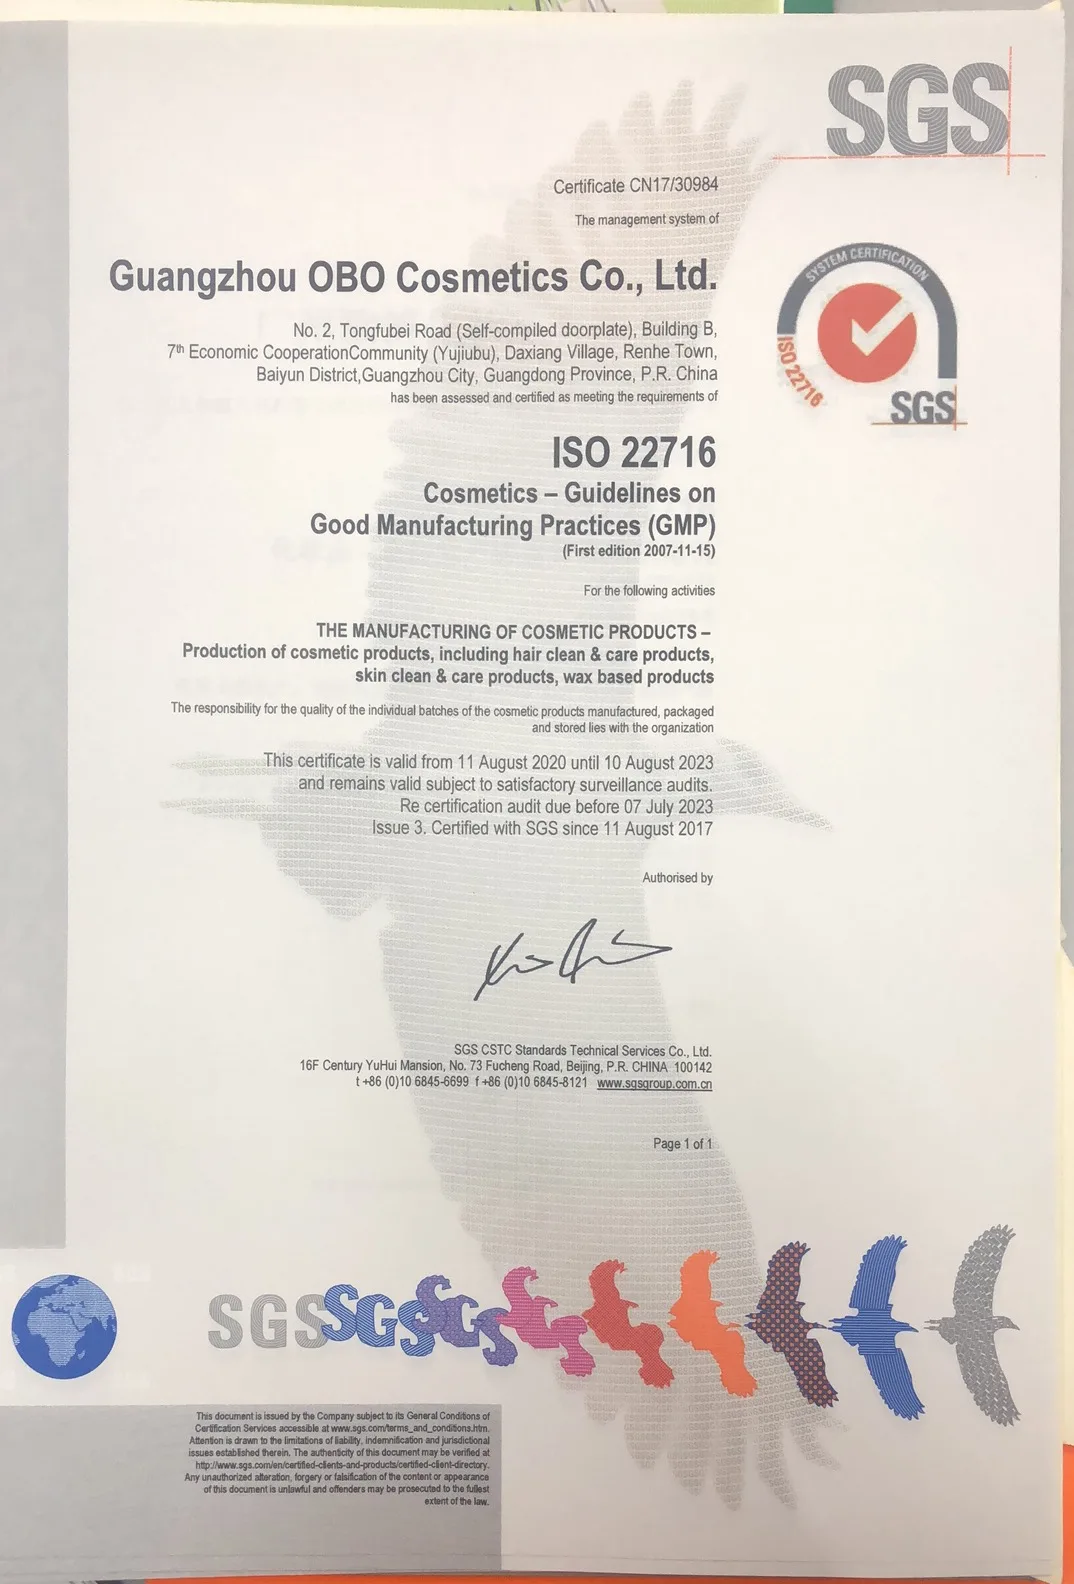 SGS
Certificate CN17/30984
The management system of
Guangzhou OBO Cosmetics Co., Ltd.
No. 2, Tongfubei Road (Self-compiled doorplate), Building B,
7th Economic CooperationCommunity (Yujiubu), Daxiang Village, Renhe Town,
Baiyun District,Guangzhou City, Guangdong Province, P.R. China
has been assessed and certified as meeting the requirements of
SYSTEM CERTIFICATION
ISO 22716
SGS
ISO 22716
Cosmetics – Guidelines on
Good Manufacturing Practices (GMP)
(First edition 2007-11-15)
For the following activities
THE MANUFACTURING OF COSMETIC PRODUCTS –
Production of cosmetic products, including hair clean & care products,
skin clean & care products, wax based products
The responsibility for the quality of the individual batches of the cosmetic products manufactured, packaged
and stored lies with the organization
This certificate is valid from 11 August 2020 until 10 August 2023
and remains valid subject to satisfactory surveillance audits.
Re certification audit due before 07 July 2023
Issue 3. Certified with SGS since 11 August 2017
Authorised by
SGS CSTC Standards Technical Services Co., Ltd.
16F Century YuHui Mansion, No. 73 Fucheng Road, Beijing, P.R. CHINA 100142
t +86 (0)10 6845-6699 f +86 (0)10 6845-8121 www.sgsgroup.com.cn
Page 1 of 1
SGS SGS SGS
This document is issued by the Company subject to its General Conditions of
Certification Services accessible at www.sgs.com/terms_and_conditions.htm.
Attention is drawn to the limitations of liability, indemnification and jurisdictional
issues established therein. The authenticity of this document may be verified at
http://www.sgs.com/en/certified-clients-and-products/certified-client-directory.
Any unauthorized alteration, forgery or falsification of the content or appearance
of this document is unlawful and offenders may be prosecuted to the fullest
extent of the law.